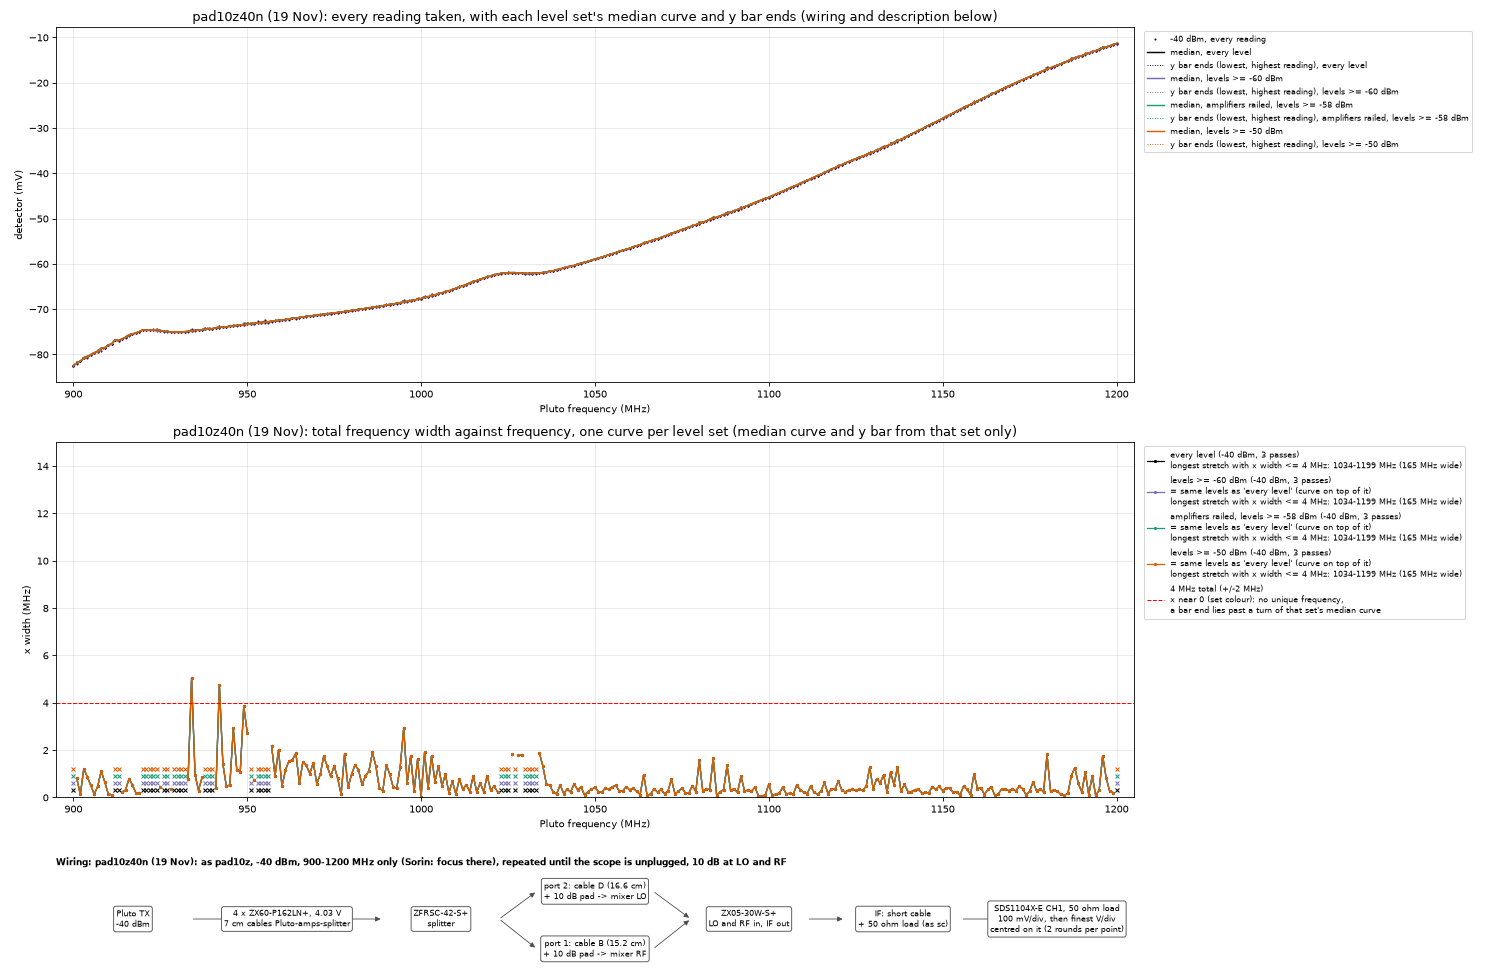 pad10z40n (19 Nov): every reading taken, with each level set's median curve and y bar ends (wiring and description below)
detector (mV)
−10
−20
−30
−40
−50
−60
−70
−80
900
950
1000
1050
1100
1150
1200
Pluto frequency (MHz)
-40 dBm, every reading
median, every level
y bar ends (lowest, highest reading), every level
median, levels >= -60 dBm
y bar ends (lowest, highest reading), levels >= -60 dBm
median, amplifiers railed, levels >= -58 dBm
y bar ends (lowest, highest reading), amplifiers railed, levels >= -58 dBm
median, levels >= -50 dBm
y bar ends (lowest, highest reading), levels >= -50 dBm
pad10z40n (19 Nov): total frequency width against frequency, one curve per level set (median curve and y bar from that set only)
x width (MHz)
14
12
10
8
6
4
2
0
900
950
1000
1050
1100
1150
1200
Pluto frequency (MHz)
every level (-40 dBm, 3 passes)
longest stretch with x width <= 4 MHz: 1034-1199 MHz (165 MHz wide)
levels >= -60 dBm (-40 dBm, 3 passes)
= same levels as 'every level' (curve on top of it)
longest stretch with x width <= 4 MHz: 1034-1199 MHz (165 MHz wide)
amplifiers railed, levels >= -58 dBm (-40 dBm, 3 passes)
= same levels as 'every level' (curve on top of it)
longest stretch with x width <= 4 MHz: 1034-1199 MHz (165 MHz wide)
levels >= -50 dBm (-40 dBm, 3 passes)
= same levels as 'every level' (curve on top of it)
longest stretch with x width <= 4 MHz: 1034-1199 MHz (165 MHz wide)
4 MHz total (+/-2 MHz)
x near 0 (set colour): no unique frequency,
a bar end lies past a turn of that set's median curve
Wiring: pad10z40n (19 Nov): as pad10z, -40 dBm, 900-1200 MHz only (Sorin: focus there), repeated until the scope is unplugged, 10 dB at LO and RF
Pluto TX
-40 dBm
4 x ZX60-P162LN+, 4.03 V
7 cm cables Pluto-amps-splitter
ZFRSC-42-S+
splitter
port 2: cable D (16.6 cm)
+ 10 dB pad -> mixer LO
port 1: cable B (15.2 cm)
+ 10 dB pad -> mixer RF
ZX05-30W-S+
LO and RF in, IF out
IF: short cable
+ 50 ohm load (as sc)
SDS1104X-E CH1, 50 ohm load
100 mV/div, then finest V/div
centred on it (2 rounds per point)